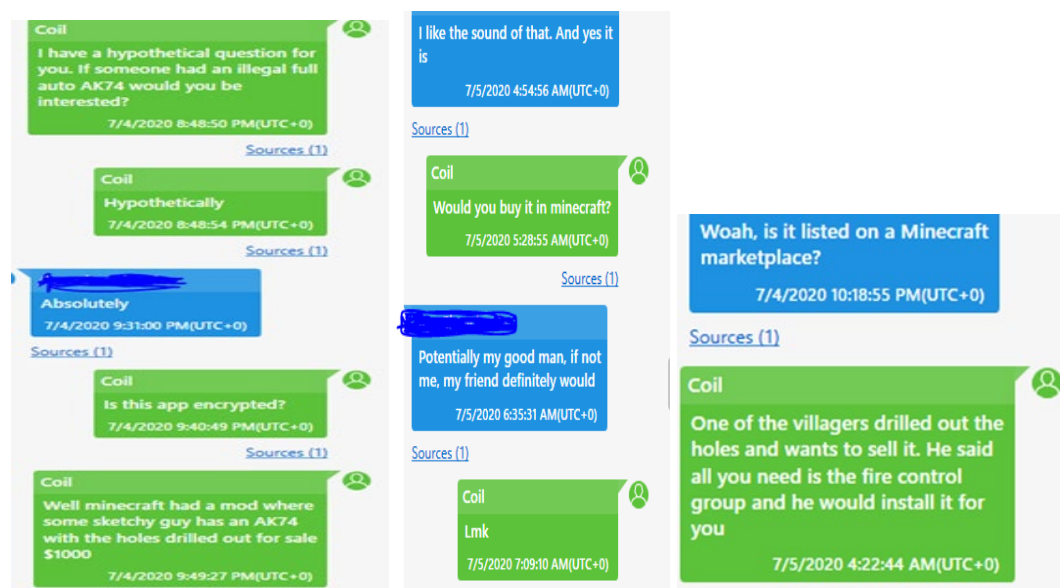 Coil
I have a hypothetical question for
you. If someone had an illegal full
auto AK74 would you be
interested?
7/4/2020 8:48:50 PM(UTC+0)
Sources (1)
Coil
Hypothetically
7/4/2020 8:48:54 PM(UTC+0)
Sources (1)
Absolutely
7/4/2020 9:31:00 PM(UTC+0)
Sources (1)
Coil
Is this app encrypted?
7/4/2020 9:40:49 PM(UTC+0)
Sources (1)
Coil
Well minecraft had a mod where
some sketchy guy has an AK74
with the holes drilled out for sale
$1000
7/4/2020 9:49:27 PM(UTC+0)
I like the sound of that. And yes it
is
7/5/2020 4:54:56 AM(UTC+0)
Sources (1)
Coil
Would you buy it in minecraft?
7/5/2020 5:28:55 AM(UTC+0)
Sources (1)
Potentially my good man, if not
me, my friend definitely would
7/5/2020 6:35:31 AM(UTC+0)
Sources (1)
Coil
Lmk
7/5/2020 7:09:10 AM(UTC+0)
Woah, is it listed on a Minecraft
marketplace?
7/4/2020 10:18:55 PM(UTC+0)
Sources (1)
Coil
One of the villagers drilled out the
holes and wants to sell it. He said
all you need is the fire control
group and he would install it for
you
7/5/2020 4:22:44 AM(UTC+0)